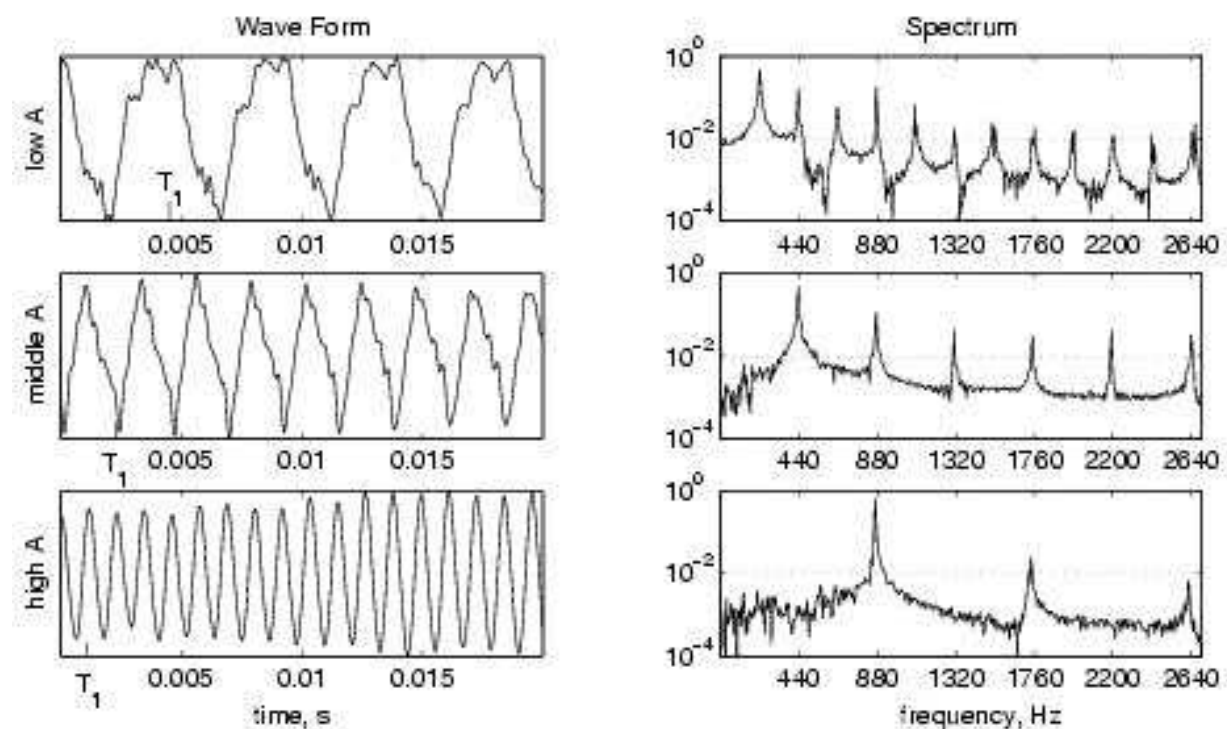 Wave Form
Spectrum
low A
T1
0.005 0.01 0.015
10^0
10^-2
10^-4
440 880 1320 1760 2200 2640
middle A
T1
0.005 0.01 0.015
10^0
10^-2
10^-4
440 880 1320 1760 2200 2640
high A
T1
0.005 0.01 0.015
time, s
10^0
10^-2
10^-4
440 880 1320 1760 2200 2640
frequency, Hz